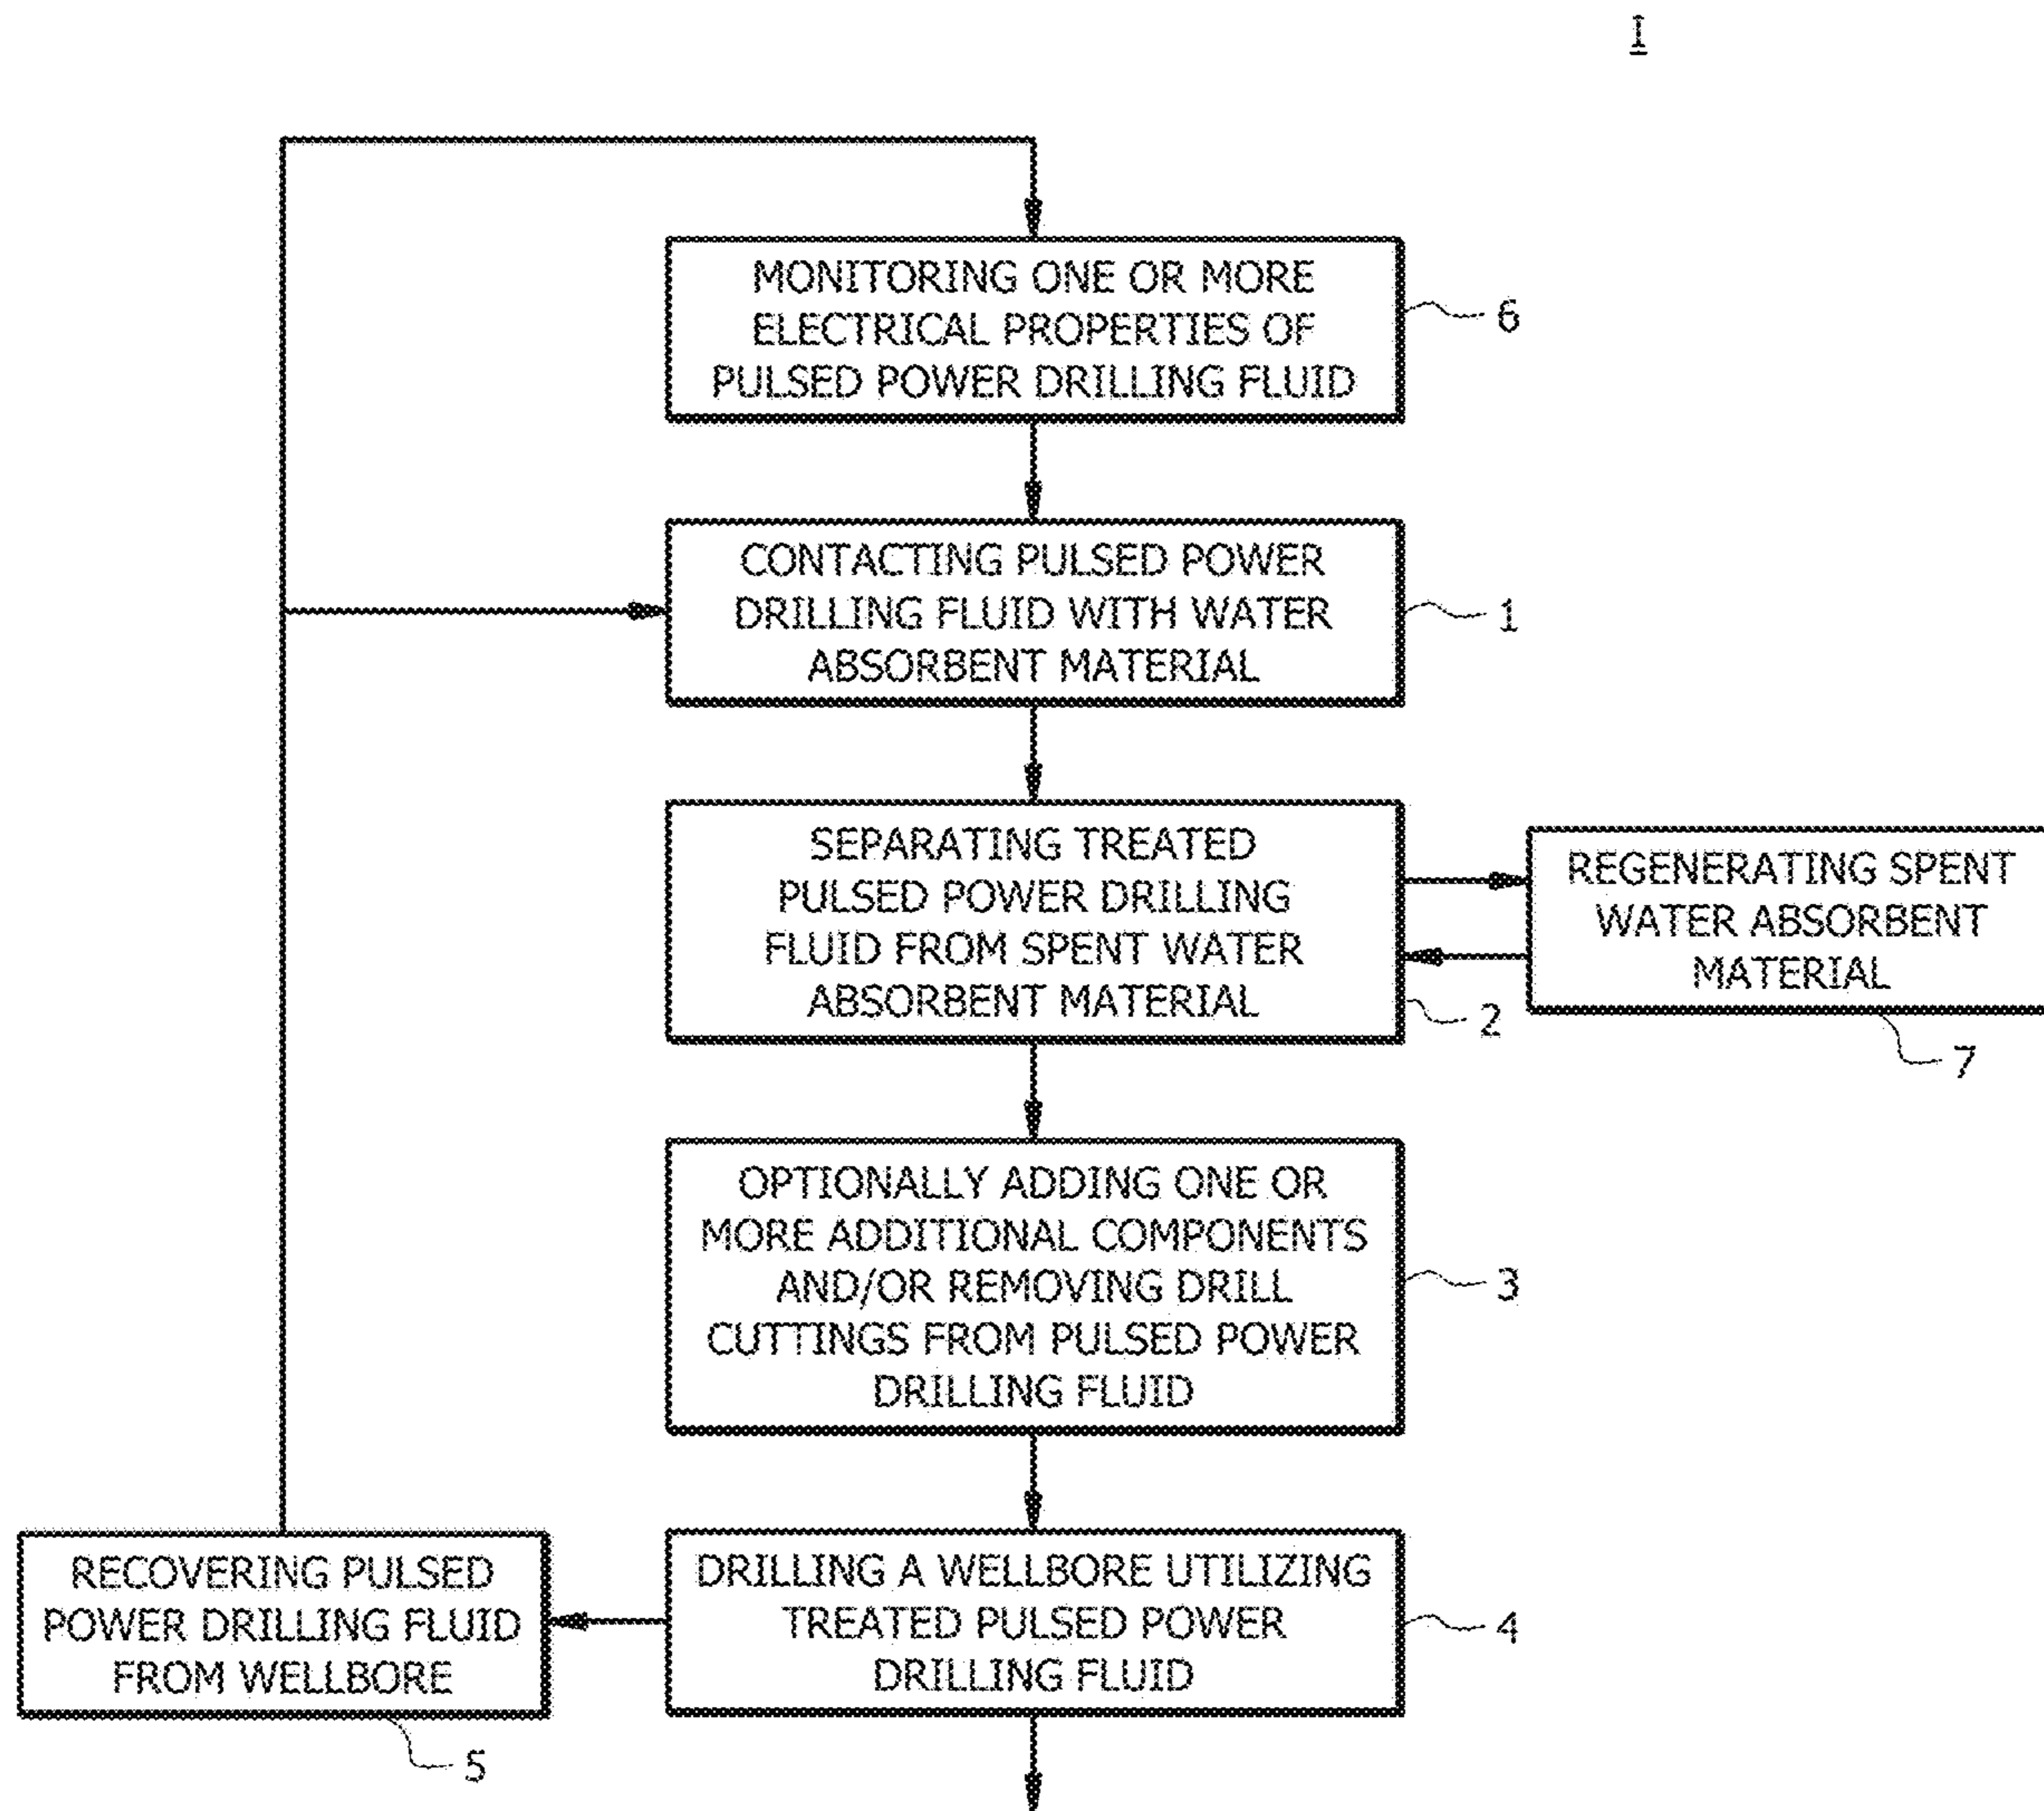 I
MONITORING ONE OR MORE
ELECTRICAL PROPERTIES OF
PULSED POWER DRILLING FLUID
6
CONTACTING PULSED POWER
DRILLING FLUID WITH WATER
ABSORBENT MATERIAL
1
SEPARATING TREATED
PULSED POWER DRILLING
FLUID FROM SPENT WATER
ABSORBENT MATERIAL
2
REGENERATING SPENT
WATER ABSORBENT
MATERIAL
7
OPTIONALLY ADDING ONE OR
MORE ADDITIONAL COMPONENTS
AND/OR REMOVING DRILL
CUTTINGS FROM PULSED POWER
DRILLING FLUID
3
RECOVERING PULSED
POWER DRILLING FLUID
FROM WELLBORE
5
DRILLING A WELLBORE UTILIZING
TREATED PULSED POWER
DRILLING FLUID
4